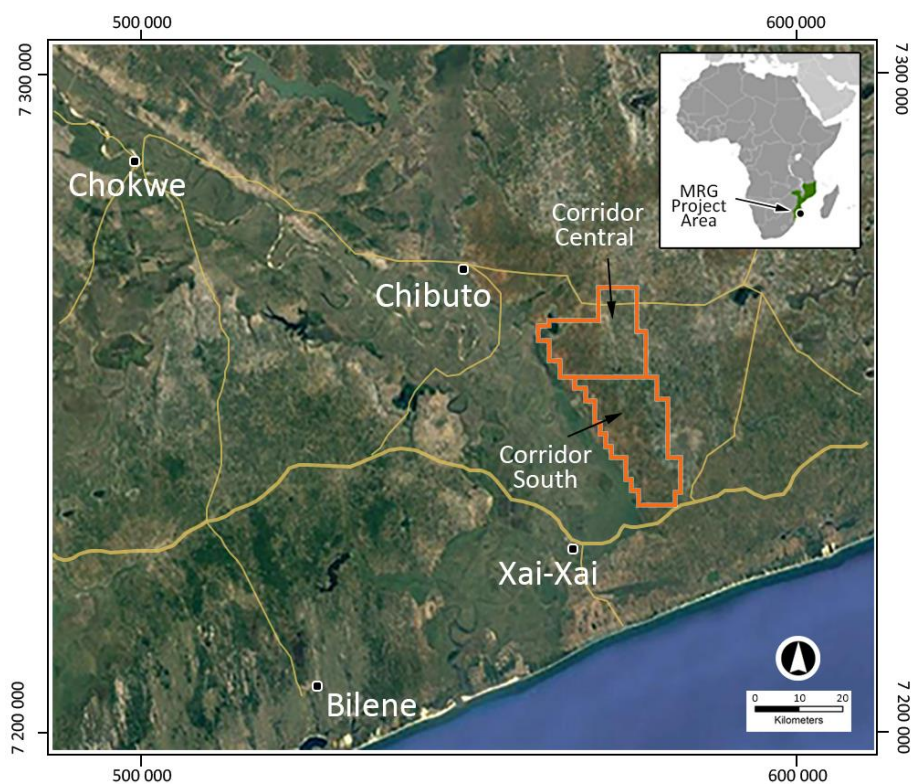 500 000
600 000
7 300 000
7 300 000
MRG
Project
Area
Chokwe
Corridor
Central
Chibuto
Corridor
South
Xai-Xai
Bilene
0 10 20
Kilometers
7 200 000
7 200 000
500 000
600 000